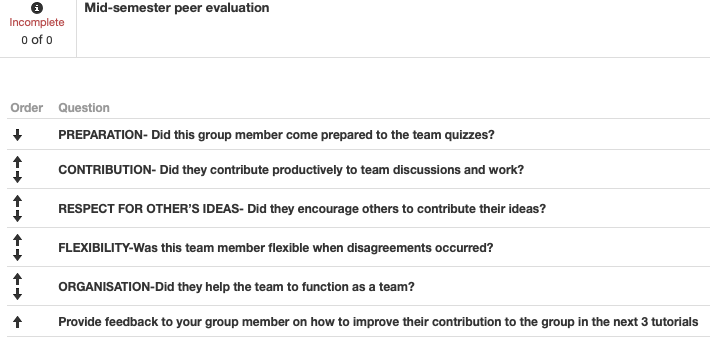 Mid-semester peer evaluation
Incomplete
0 of 0
Order Question
PREPARATION- Did this group member come prepared to the team quizzes?
CONTRIBUTION- Did they contribute productively to team discussions and work?
RESPECT FOR OTHER'S IDEAS- Did they encourage others to contribute their ideas?
FLEXIBILITY-Was this team member flexible when disagreements occurred?
ORGANISATION-Did they help the team to function as a team?
Provide feedback to your group member on how to improve their contribution to the group in the next 3 tutorials